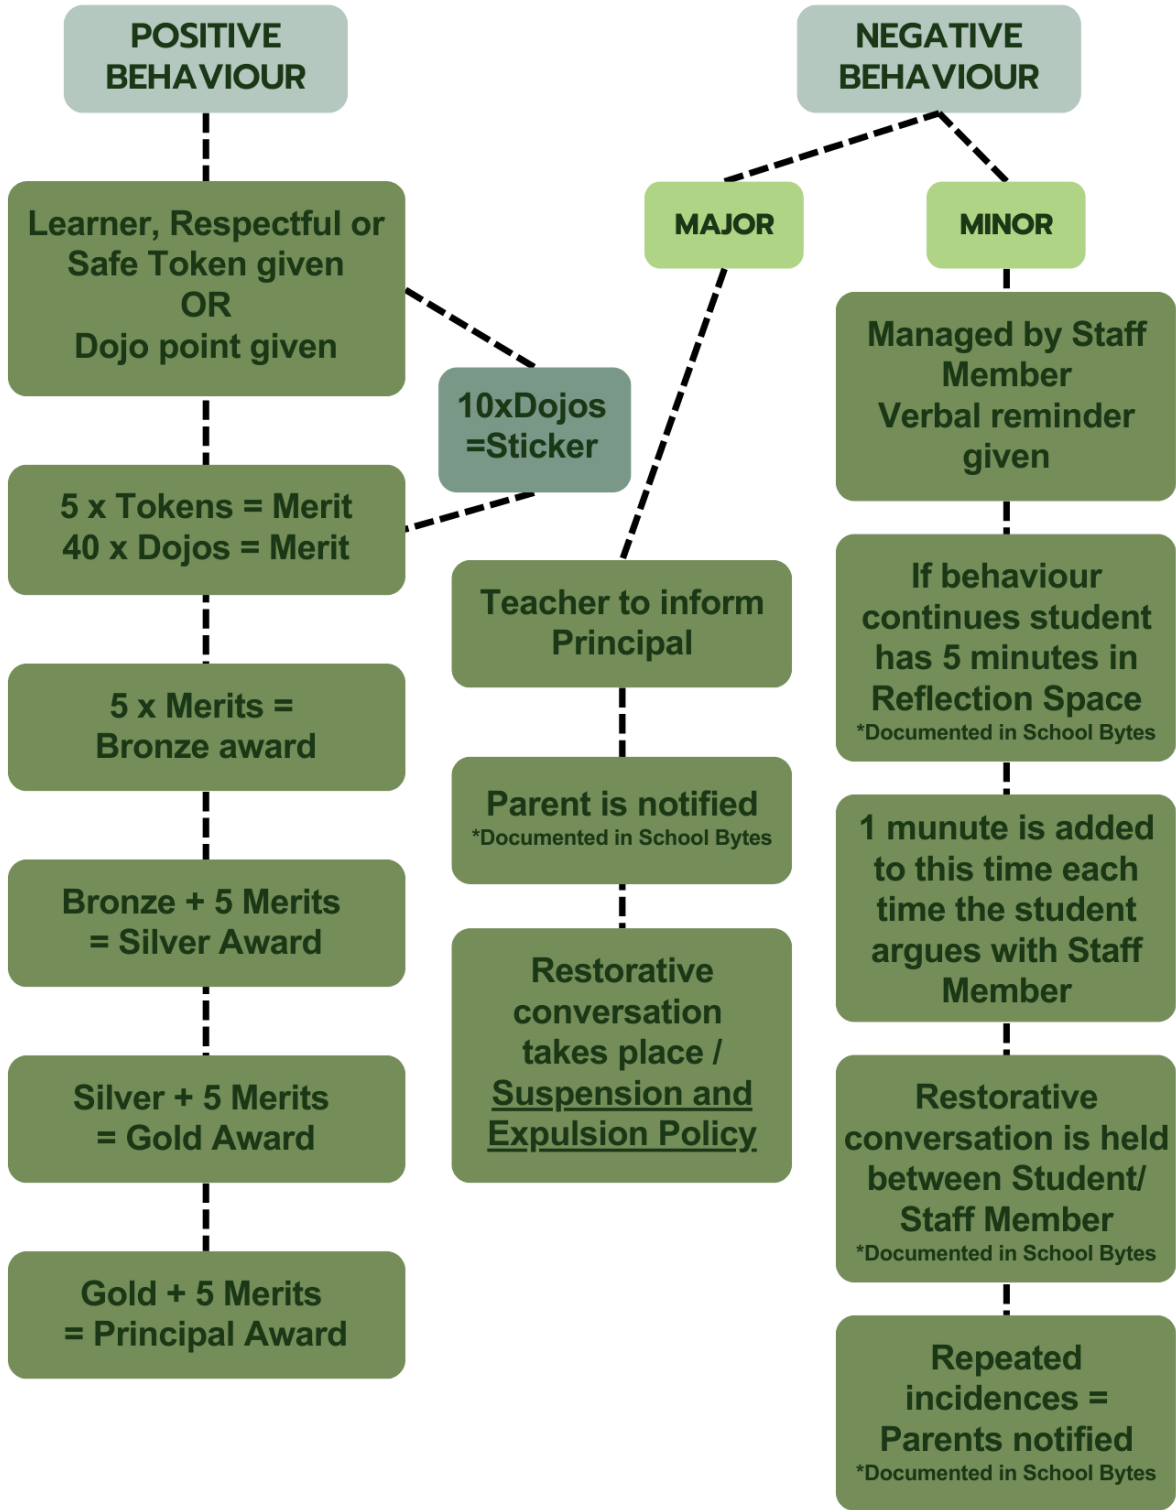 POSITIVE
BEHAVIOUR
Learner, Respectful or
Safe Token given
OR
Dojo point given
10xDojos
=Sticker
5 x Tokens = Merit
40 x Dojos = Merit
5 x Merits =
Bronze award
Bronze + 5 Merits
= Silver Award
Silver + 5 Merits
= Gold Award
Gold + 5 Merits
= Principal Award
NEGATIVE
BEHAVIOUR
MAJOR
Teacher to inform
Principal
Parent is notified
*Documented in School Bytes
Restorative
conversation
takes place /
Suspension and
Expulsion Policy
MINOR
Managed by Staff
Member
Verbal reminder
given
If behaviour
continues student
has 5 minutes in
Reflection Space
*Documented in School Bytes
1 munute is added
to this time each
time the student
argues with Staff
Member
Restorative
conversation is held
between Student/
Staff Member
*Documented in School Bytes
Repeated
incidences =
Parents notified
*Documented in School Bytes